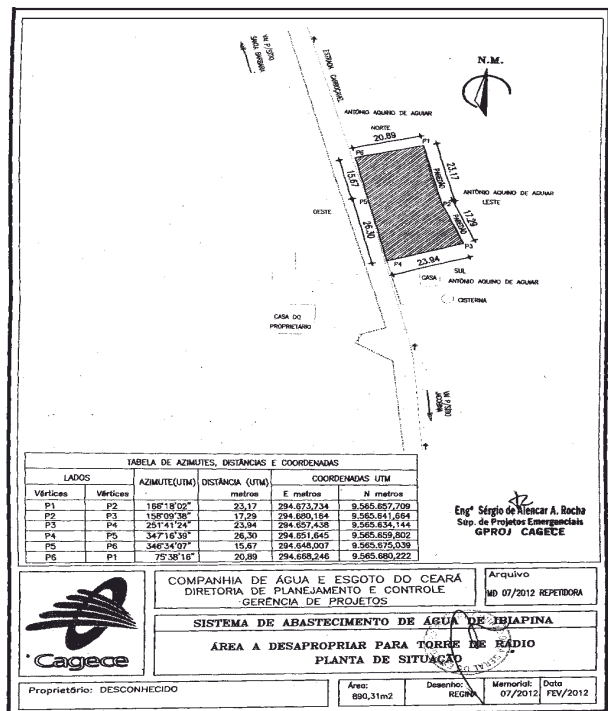 VAI P/SÍTIO
SANTA BARBARA
ESTRADA CARROÇAVEL
N.M.
ANTÔNIO AQUINO DE AGUIAR
NORTE
20.89
P6
P1
15.67
23.17
PAREDÃO
ANTÔNIO AQUINO DE AGUIAR
LESTE
P5
P2
OESTE
26.30
17.29
PAREDÃO
P3
P4
23.94
SUL
CASA
ANTÔNIO AQUINO DE AGUIAR
CISTERNA
CASA DO
PROPRIETÁRIO
VAI P/SÍTIO
TABELA DE AZIMUTES, DISTÂNCIAS E COORDENADAS
LADOS AZIMUTE(UTM) DISTÂNCIA (UTM) COORDENADAS UTM
Vértices Vértices metros E metros N metros
P1 P2 166°18'02" 23,17 294.673,734 9.565.657,709
P2 P3 158°09'38" 17,29 294.680,164 9.565.641,664
P3 P4 251°41'24" 23,94 294.657,438 9.565.634,144
P4 P5 347°16'39" 26,30 294.651,645 9.565.659,802
P5 P6 346°34'07" 15,67 294.648,007 9.565.675,039
P6 P1 75°38'16" 20,89 294.668,246 9.565.680,222
Engº Sérgio de Alencar A. Rocha
Sup. de Projetos Emergenciais
GPROJ CAGECE
Cagece
COMPANHIA DE ÁGUA E ESGOTO DO CEARÁ
DIRETORIA DE PLANEJAMENTO E CONTROLE
GERÊNCIA DE PROJETOS
Arquivo
MD 07/2012 REPETIDORA
SISTEMA DE ABASTECIMENTO DE ÁGUA DE IBIAPINA
ÁREA A DESAPROPRIAR PARA TORRE DE RÁDIO
PLANTA DE SITUAÇÃO
Proprietário: DESCONHECIDO
Área:
890,31m2
Desenho:
REGINA
Memorial:
07/2012
Data
FEV/2012